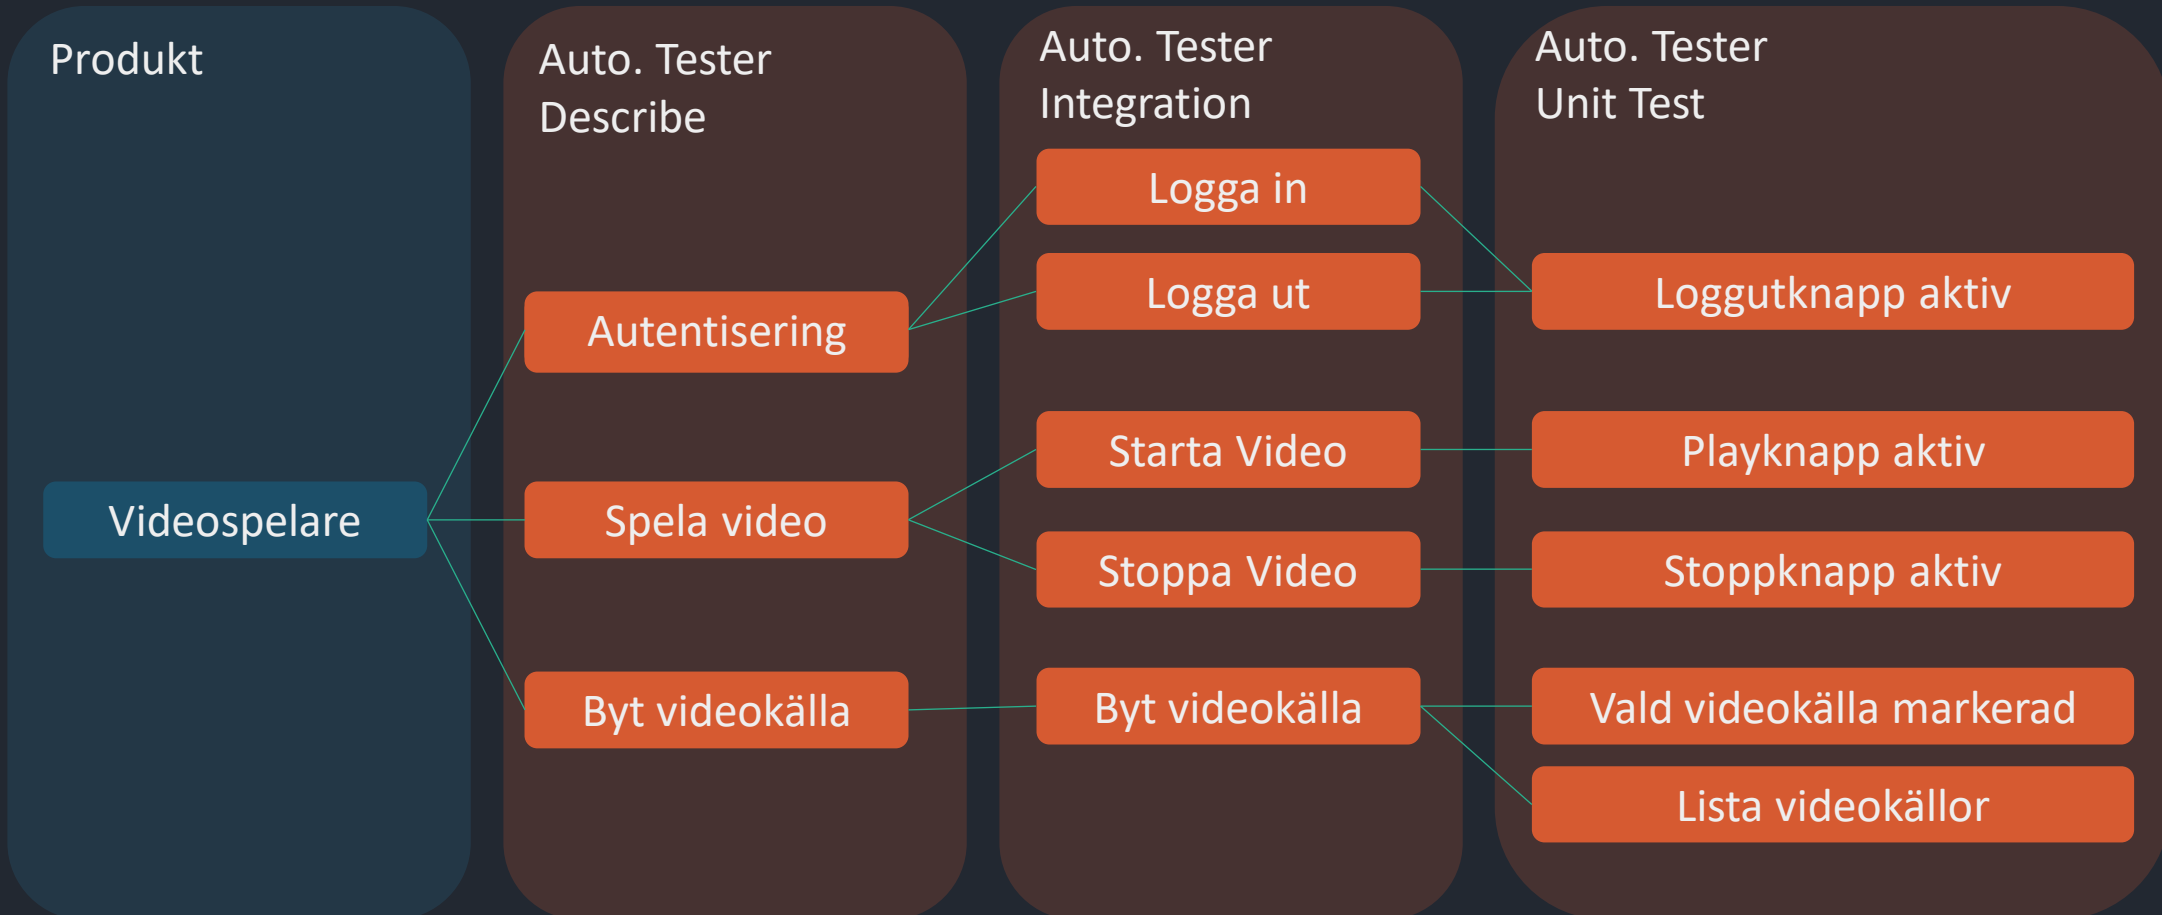 Produkt
Videospelare
Auto. Tester
Describe
Autentisering
Spela video
Byt videokälla
Auto. Tester
Integration
Logga in
Logga ut
Starta Video
Stoppa Video
Byt videokälla
Auto. Tester
Unit Test
Loggutknapp aktiv
Playknapp aktiv
Stoppknapp aktiv
Vald videokälla markerad
Lista videokällor